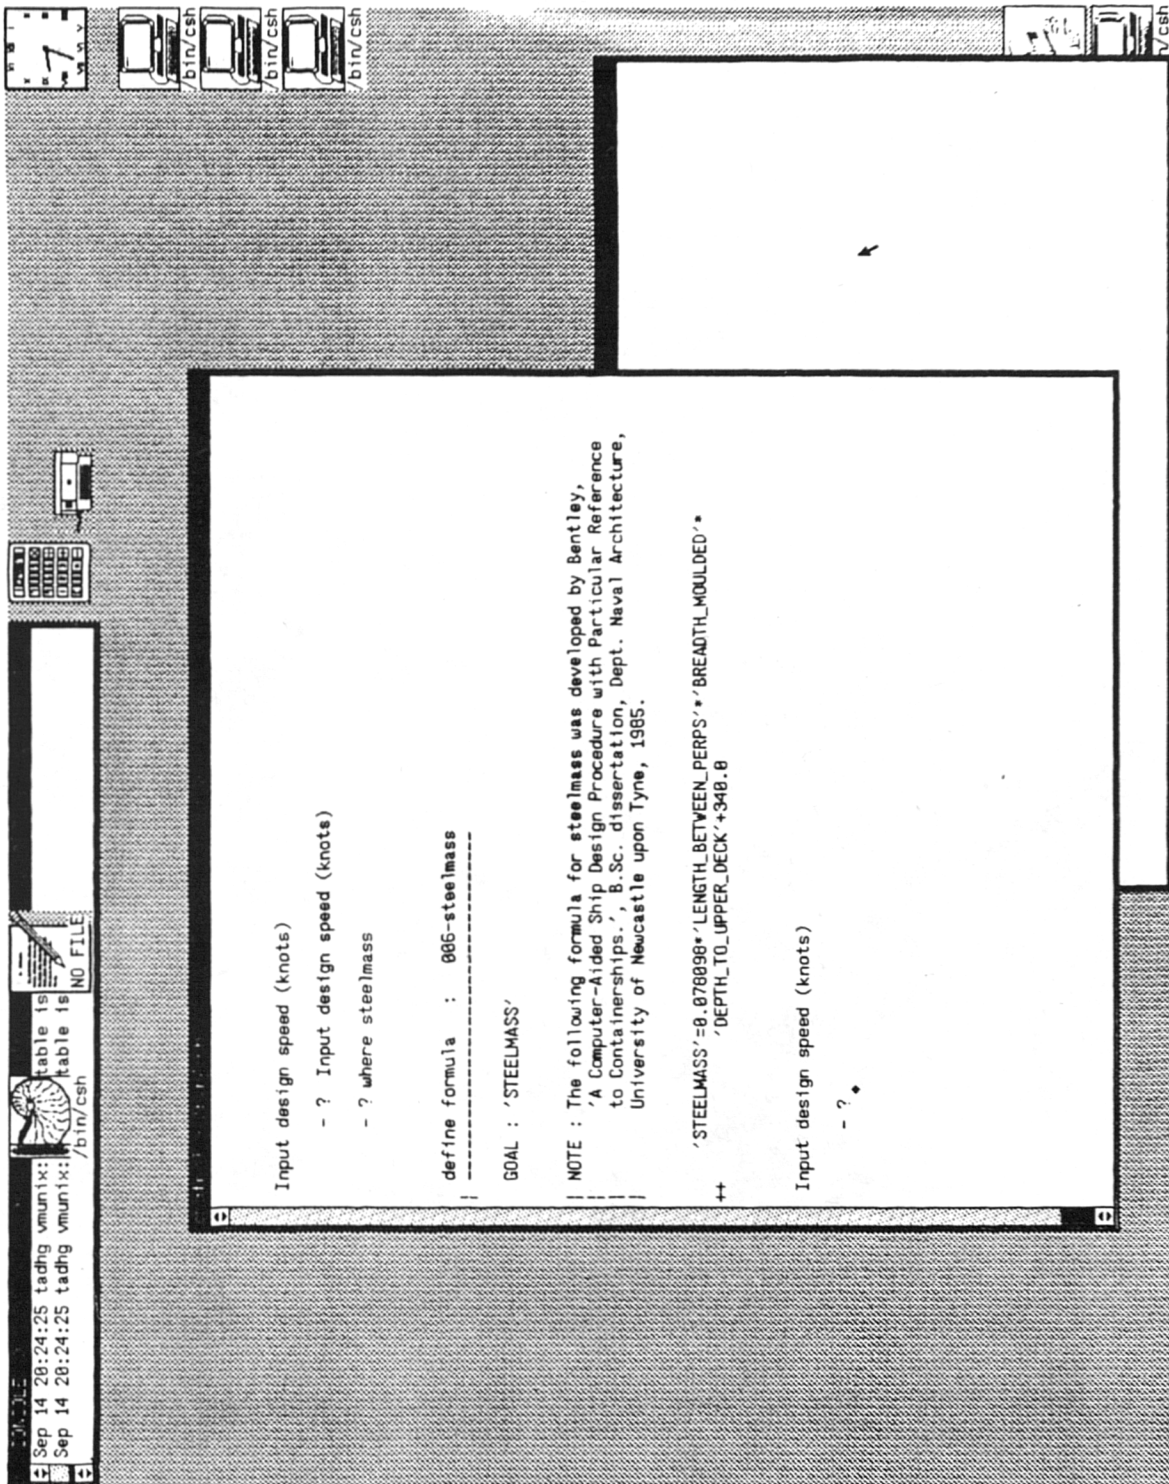 Sep 14 20:24:25 tadhg vmunix:
table is
Sep 14 20:24:25 tadhg vmunix:
table is
/bin/csh
NO FILE
/bin/csh
/bin/csh
/bin/csh
Input design speed (knots)
- ? Input design speed (knots)
- ? where steelmass
define formula : 006-steelmass
| ----------------------------------------
GOAL : 'STEELMASS'
| NOTE : The following formula for steelmass was developed by Bentley,
| 'A Computer-Aided Ship Design Procedure with Particular Reference
| to Containerships.', B.Sc. dissertation, Dept. Naval Architecture,
| University of Newcastle upon Tyne, 1985.
'STEELMASS'=0.070090*'LENGTH_BETWEEN_PERPS'*'BREADTH_MOULDED'*
++ 'DEPTH_TO_UPPER_DECK'+340.0
Input design speed (knots)
- ?
n/csh